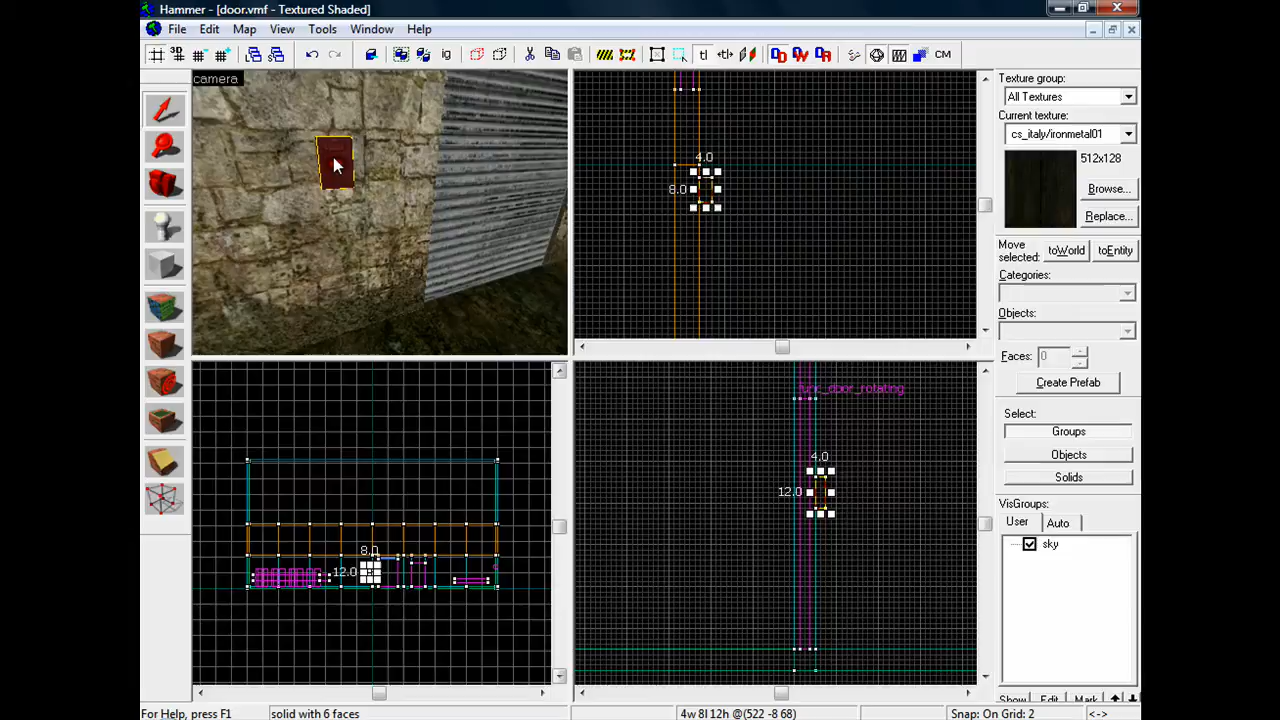 Hammer - [door.vmf - Textured Shaded]
File Edit Map View Tools Window Help
3D ig tl +tl+ CM
camera
4.0
8.0
func_door_rotating
4.0
12.0
8.0
12.0
Texture group:
All Textures
Current texture:
cs_italy/ironmetal01
512x128
Browse...
Replace...
Move selected: toWorld toEntity
Categories:
Objects:
Faces: 0
Create Prefab
Select:
Groups
Objects
Solids
VisGroups:
User Auto
sky
Show Edit Mark
For Help, press F1 solid with 6 faces 4w 8l 12h @(522 -8 68) Snap: On Grid: 2 <->